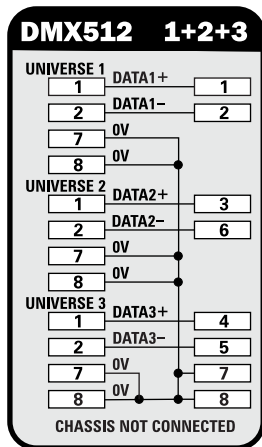 DMX512 1+2+3
UNIVERSE 1
1 DATA1+ 1
2 DATA1– 2
7 0V
8 0V
UNIVERSE 2
1 DATA2+ 3
2 DATA2– 6
7 0V
8 0V
UNIVERSE 3
1 DATA3+ 4
2 DATA3– 5
7 0V 7
8 0V 8
CHASSIS NOT CONNECTED